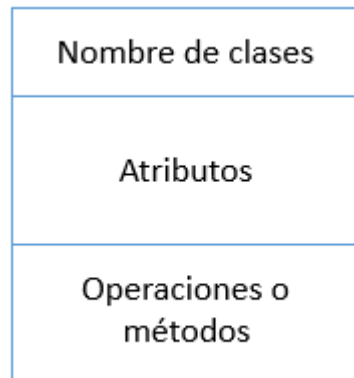 Nombre de clases
Atributos
Operaciones o
métodos